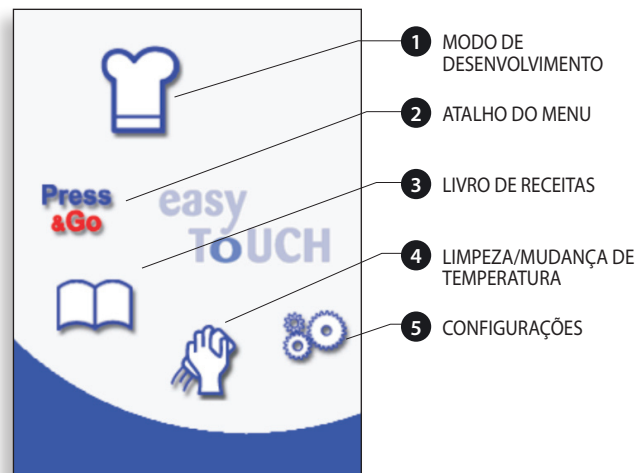 1 MODO DE
DESENVOLVIMENTO
2 ATALHO DO MENU
Press
&Go
easy
ToUCH
3 LIVRO DE RECEITAS
4 LIMPEZA/MUDANÇA DE
TEMPERATURA
5 CONFIGURAÇÕES